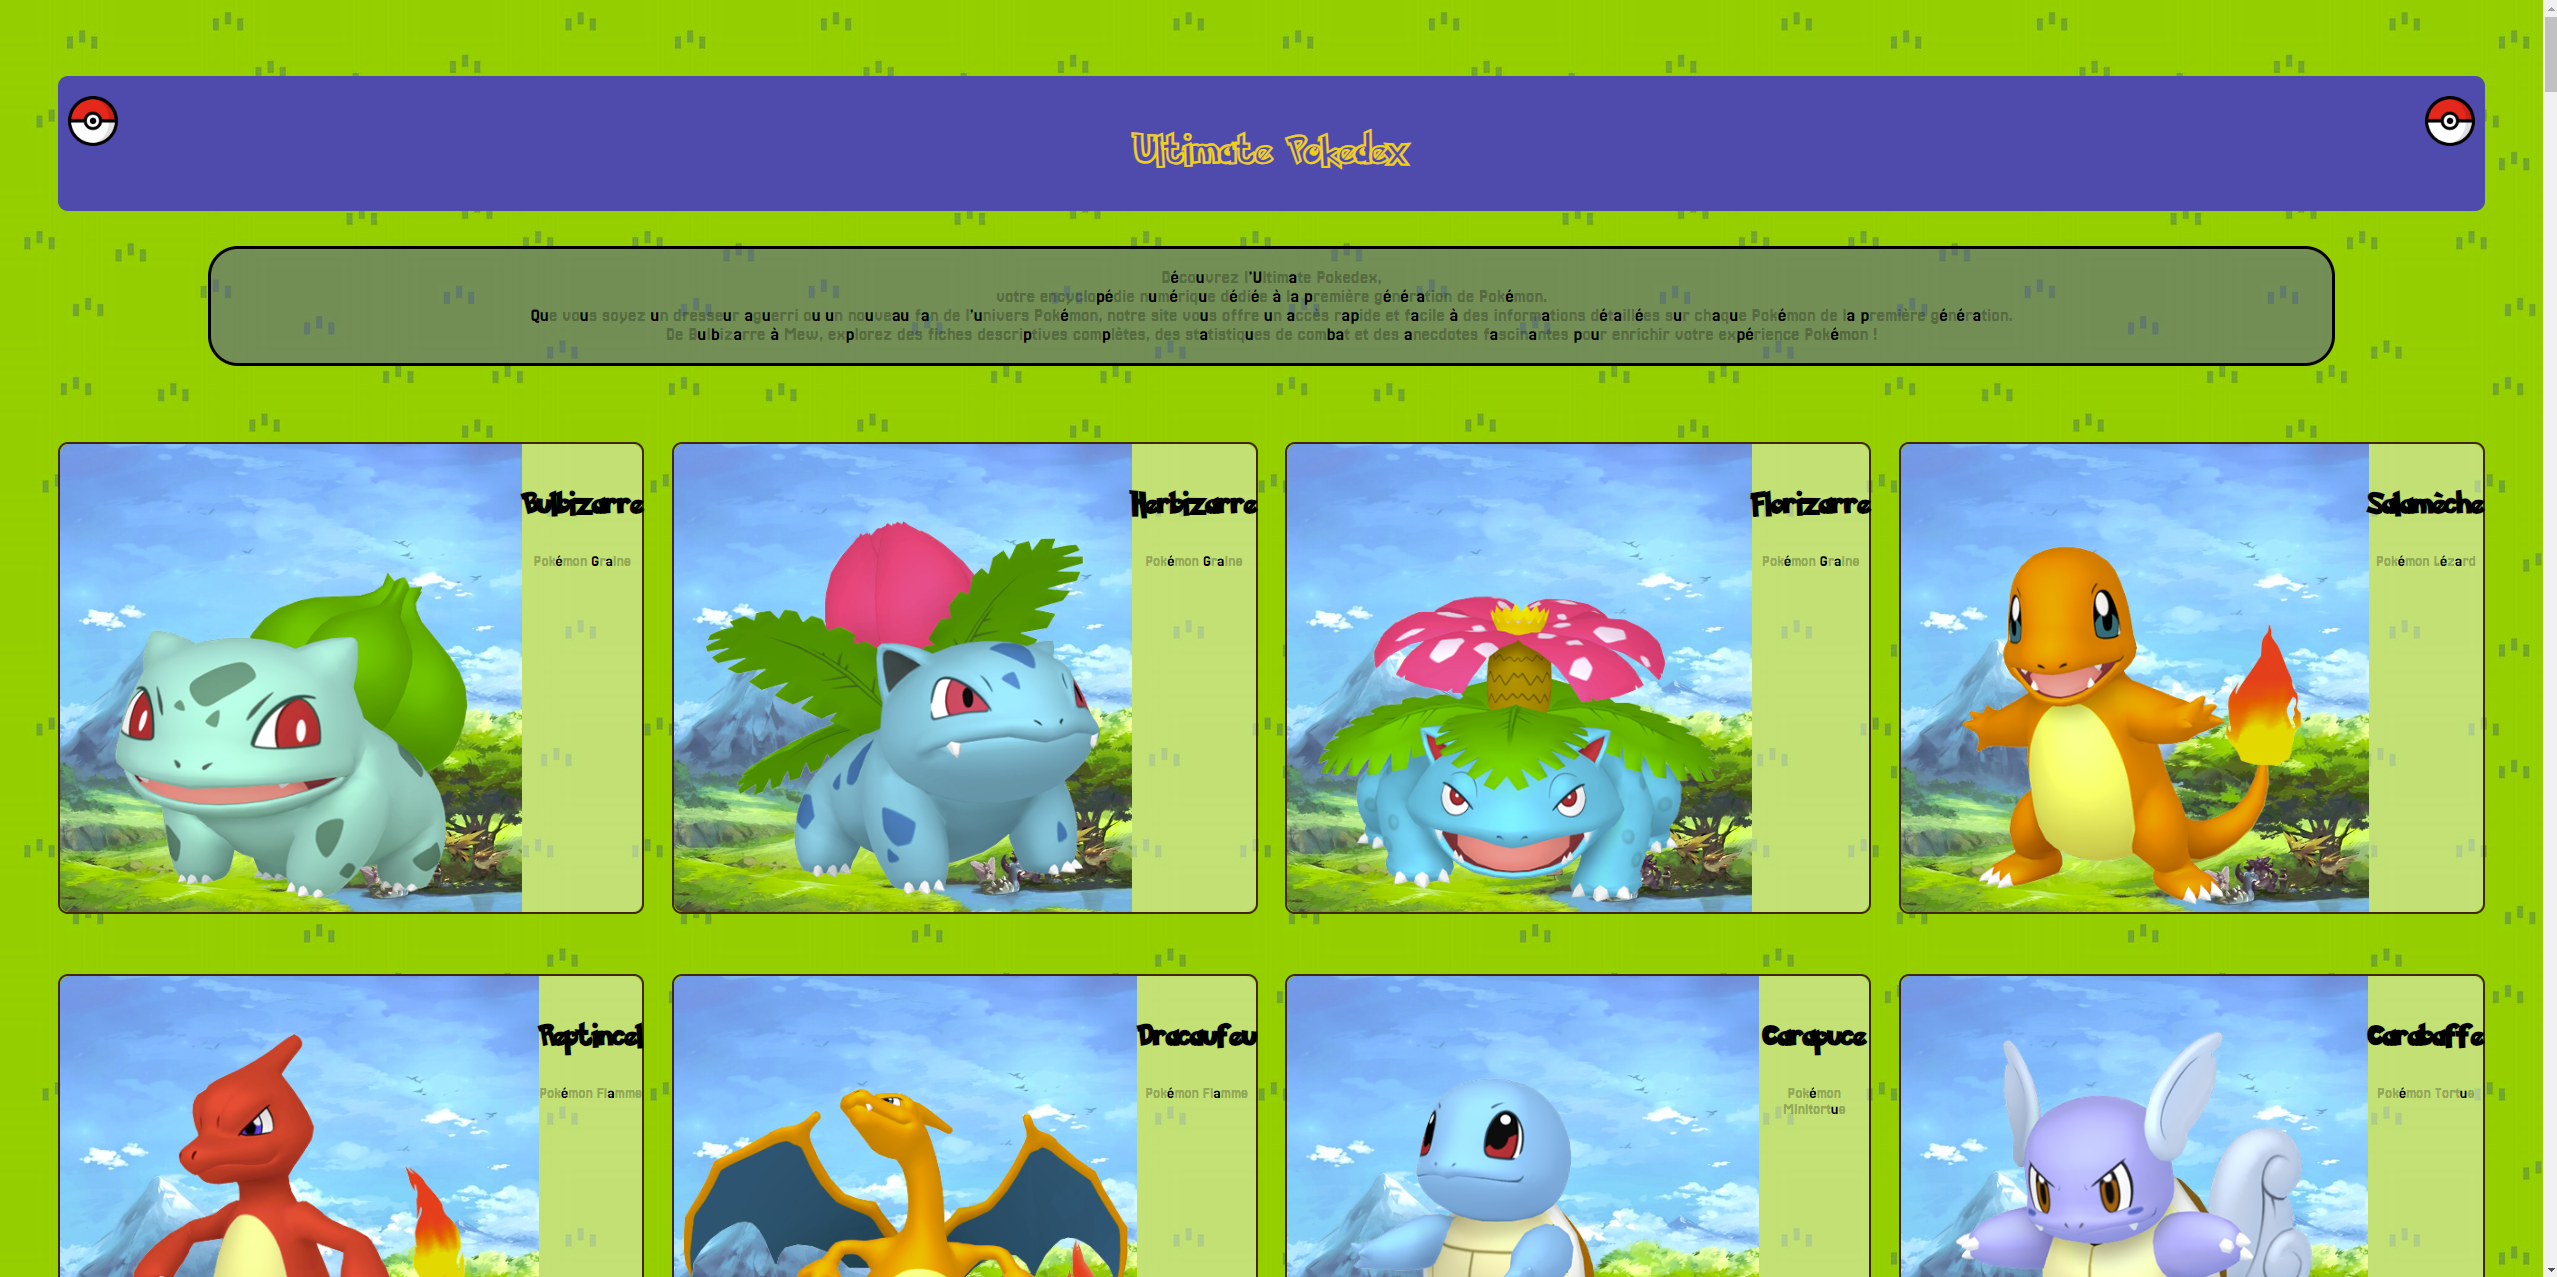 Ultimate Pokedex
Découvrez l'Ultimate Pokedex,
votre encyclopédie numérique dédiée à la première génération de Pokémon.
Que vous soyez un dresseur aguerri ou un nouveau fan de l'univers Pokémon, notre site vous offre un accès rapide et facile à des informations détaillées sur chaque Pokémon de la première génération.
De Bulbizarre à Mew, explorez des fiches descriptives complètes, des statistiques de combat et des anecdotes fascinantes pour enrichir votre expérience Pokémon !
Bulbizarre
Pokémon Graine
Herbizarre
Pokémon Graine
Florizarre
Pokémon Graine
Salamèche
Pokémon Lézard
Reptincel
Pokémon Flamme
Dracaufeu
Pokémon Flamme
Carapuce
Pokémon
Minitortue
Carabaffe
Pokémon Tortue